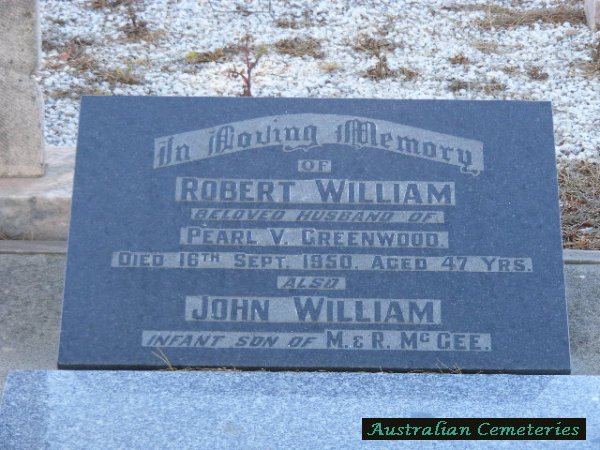 In Loving Memory
OF
ROBERT WILLIAM
BELOVED HUSBAND OF
PEARL V. GREENWOOD.
DIED 16TH SEPT. 1950. AGED 47 YRS.
ALSO
JOHN WILLIAM
INFANT SON OF M. & R. MCGEE.
Australian Cemeteries